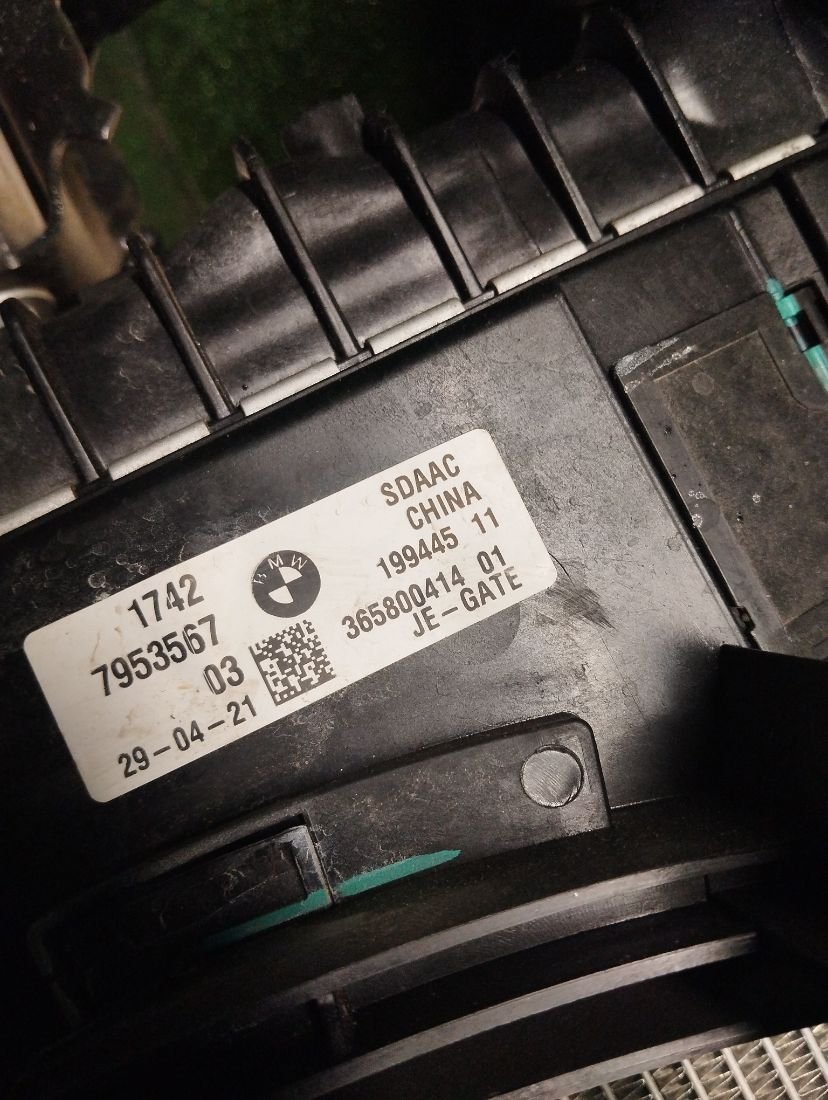 1742
7953567
03
29-04-21
BMW
SDAAC
CHINA
199445 11
365800414 01
JE-GATE